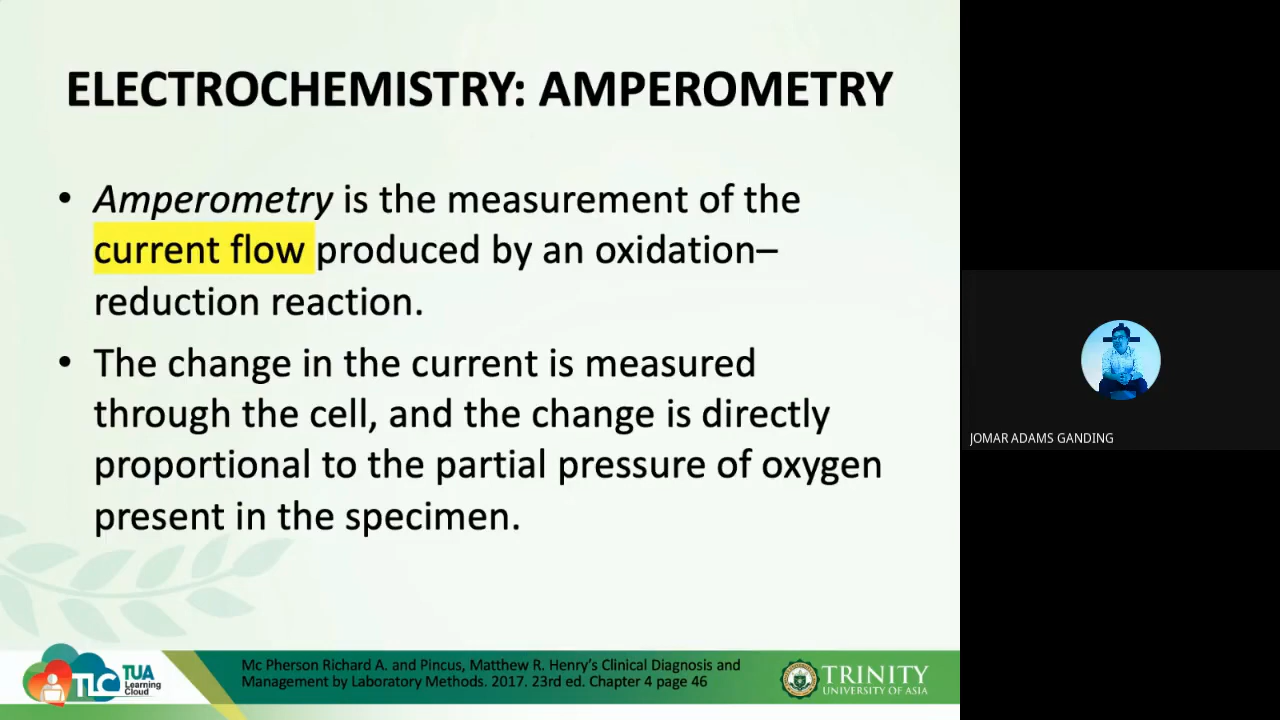 ELECTROCHEMISTRY: AMPEROMETRY
• Amperometry is the measurement of the
current flow produced by an oxidation–
reduction reaction.
• The change in the current is measured
through the cell, and the change is directly
proportional to the partial pressure of oxygen
present in the specimen.
JOMAR ADAMS GANDING
TLC TUA
Learning
Cloud
Mc Pherson Richard A. and Pincus, Matthew R. Henry's Clinical Diagnosis and
Management by Laboratory Methods. 2017. 23rd ed. Chapter 4 page 46
TRINITY
UNIVERSITY OF ASIA